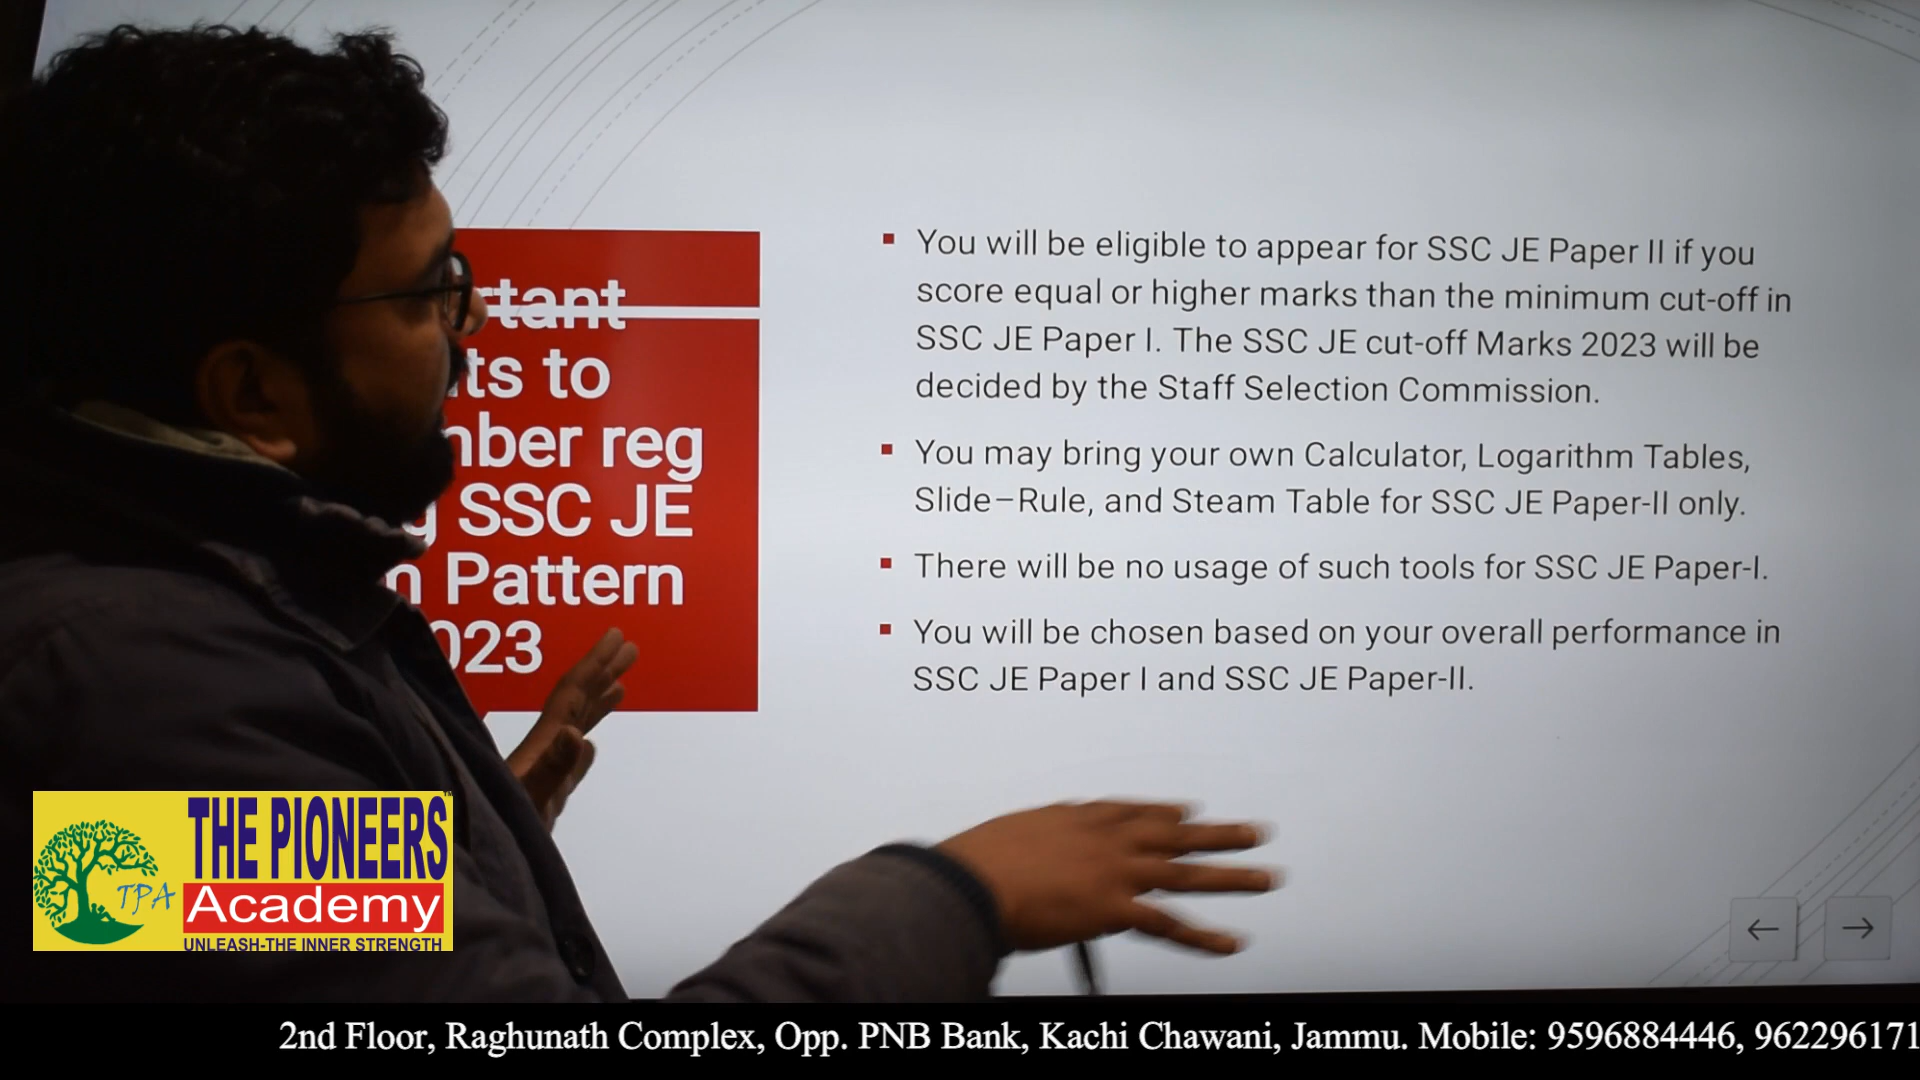 rtant
ts to
ber reg
SSC JE
Pattern
023
▪ You will be eligible to appear for SSC JE Paper II if you
score equal or higher marks than the minimum cut-off in
SSC JE Paper I. The SSC JE cut-off Marks 2023 will be
decided by the Staff Selection Commission.
▪ You may bring your own Calculator, Logarithm Tables,
Slide–Rule, and Steam Table for SSC JE Paper-II only.
▪ There will be no usage of such tools for SSC JE Paper-I.
▪ You will be chosen based on your overall performance in
SSC JE Paper I and SSC JE Paper-II.
THE PIONEERS™
TPA
Academy
UNLEASH-THE INNER STRENGTH
2nd Floor, Raghunath Complex, Opp. PNB Bank, Kachi Chawani, Jammu. Mobile: 9596884446, 962296171